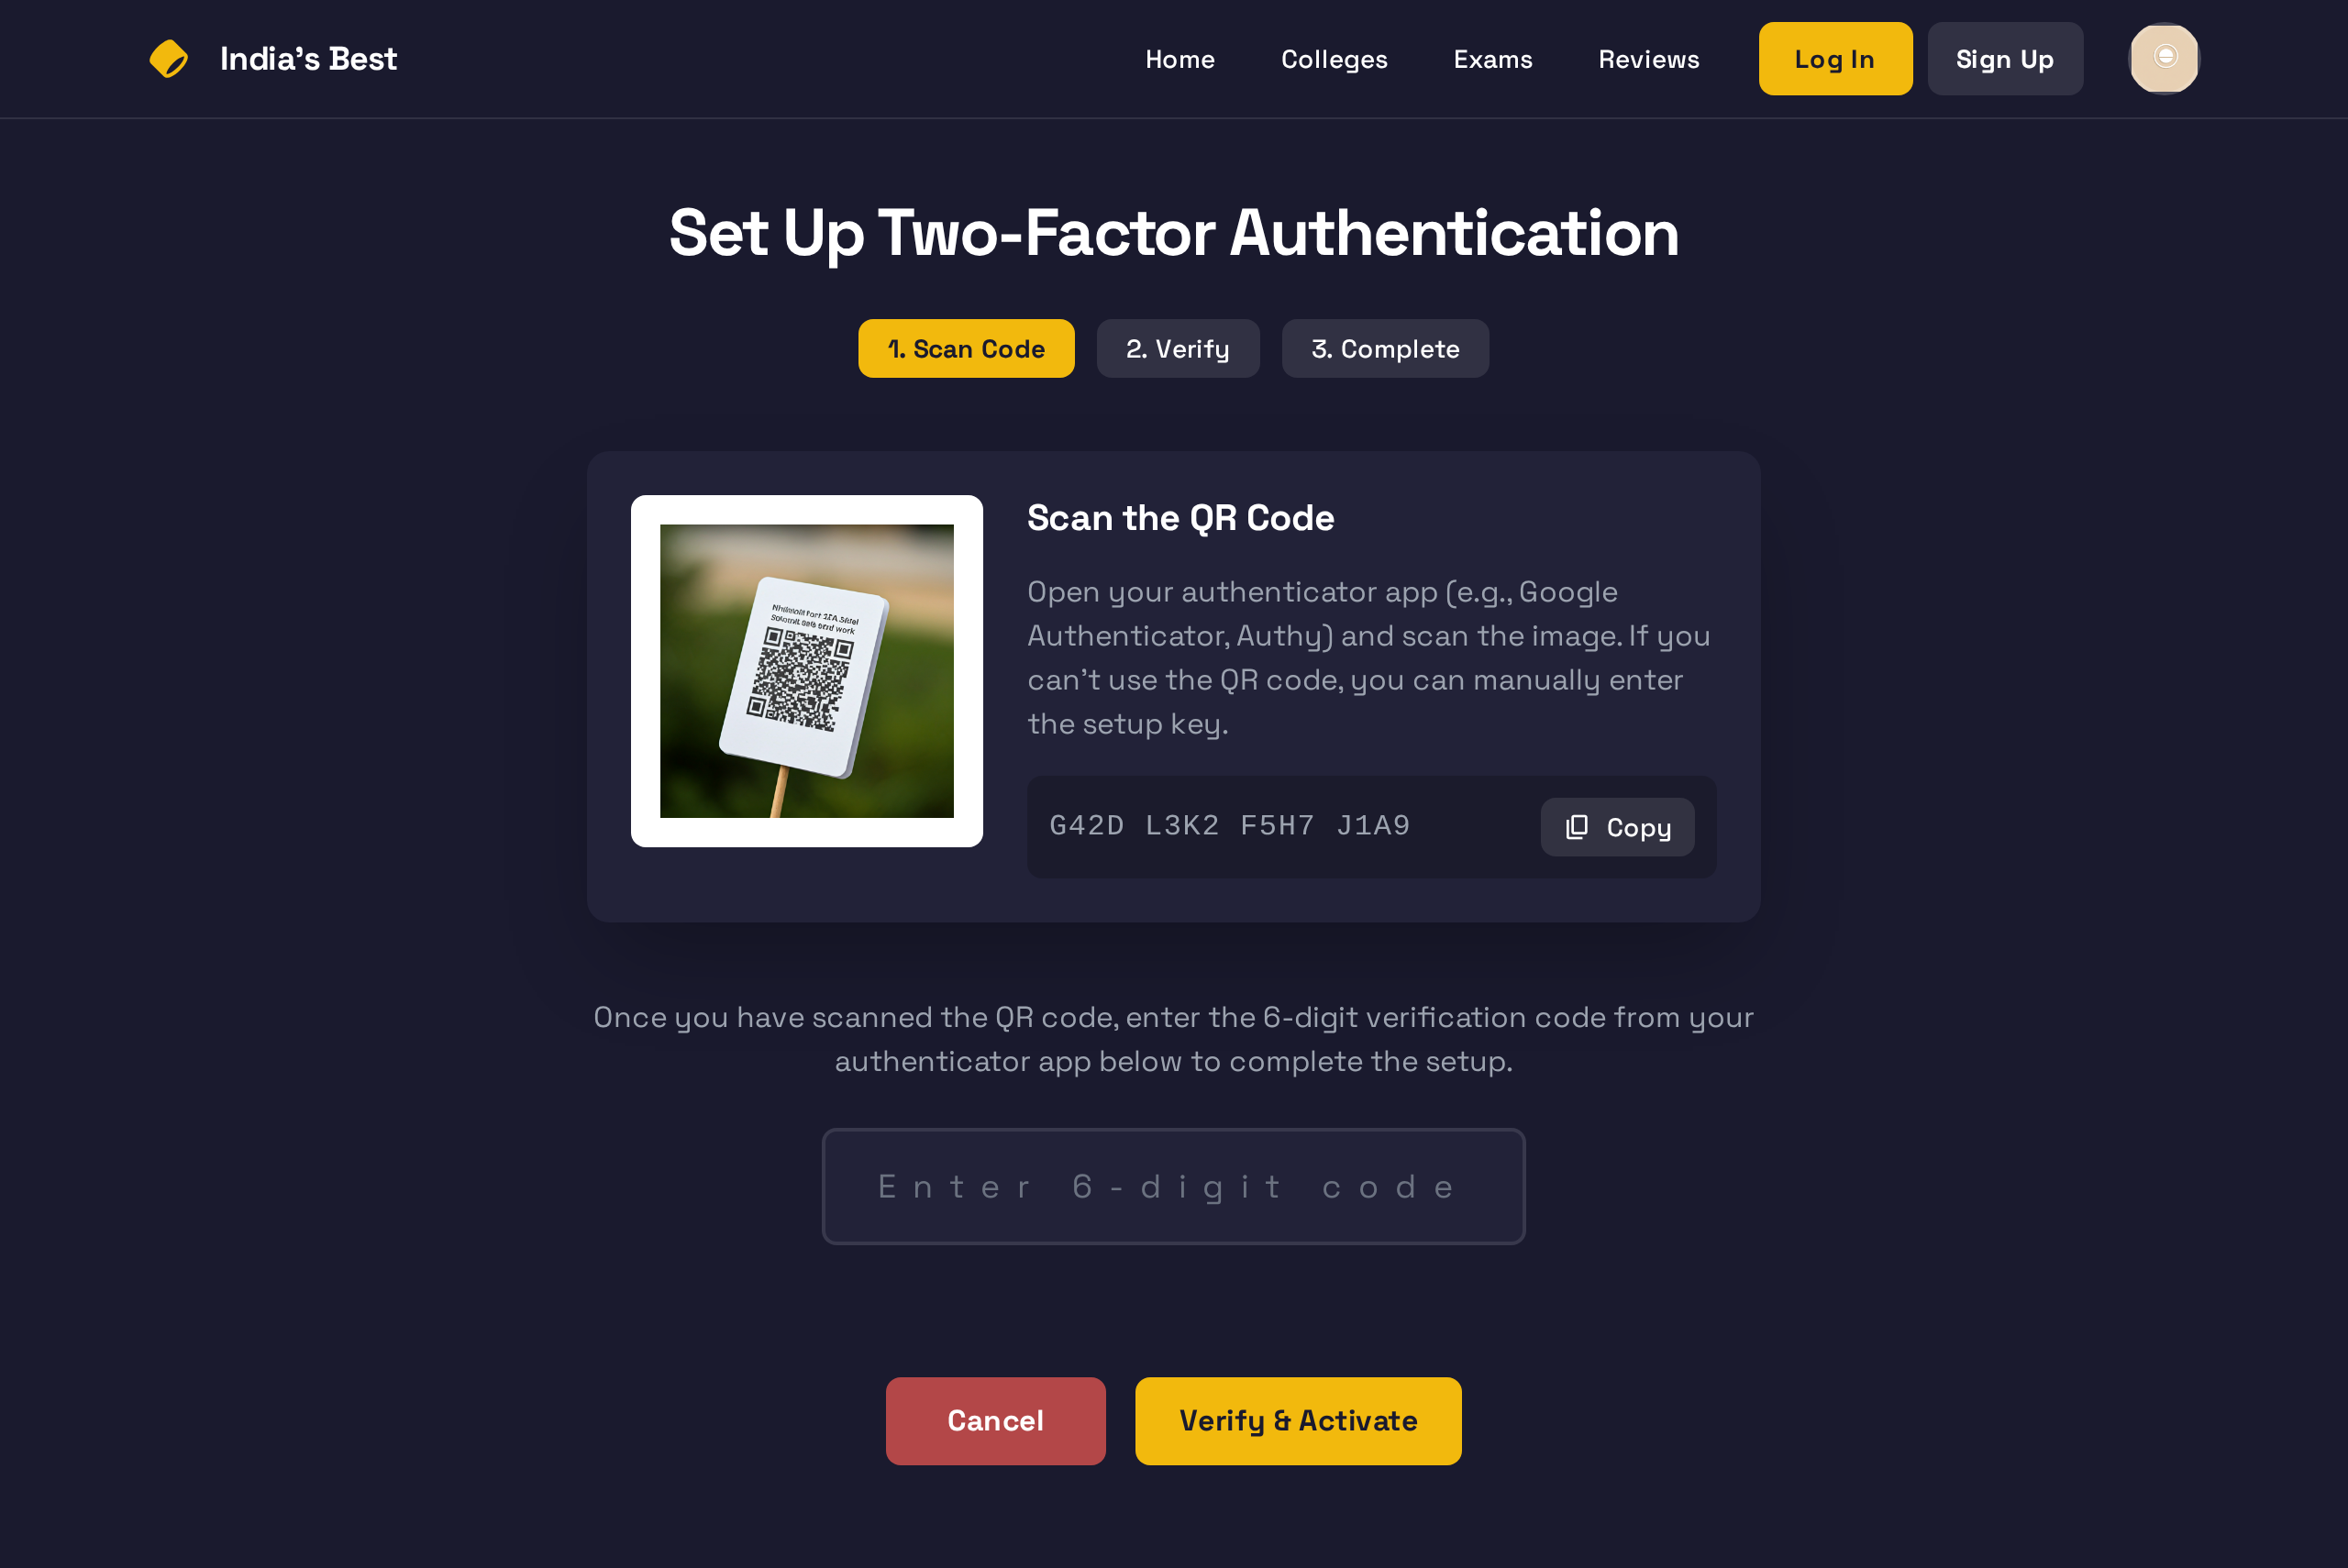 India's Best
Home
Colleges
Exams
Reviews
Log In
Sign Up
Set Up Two-Factor Authentication
1. Scan Code
2. Verify
3. Complete
Scan the QR Code
Open your authenticator app (e.g., Google
Authenticator, Authy) and scan the image. If you
can't use the QR code, you can manually enter
the setup key.
G42D L3K2 F5H7 J1A9
Copy
Once you have scanned the QR code, enter the 6-digit verification code from your
authenticator app below to complete the setup.
Enter 6-digit code
Cancel
Verify & Activate